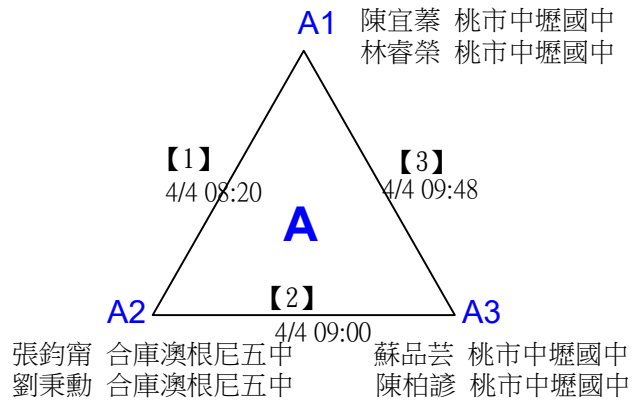 A1 陳宜蓁 桃市中壢國中
林睿榮 桃市中壢國中
【1】
4/4 08:20
【3】
4/4 09:48
A
【2】
4/4 09:00
A2
A3
張鈞甯 合庫澳根尼五中
劉秉勳 合庫澳根尼五中
蘇品芸 桃市中壢國中
陳柏諺 桃市中壢國中